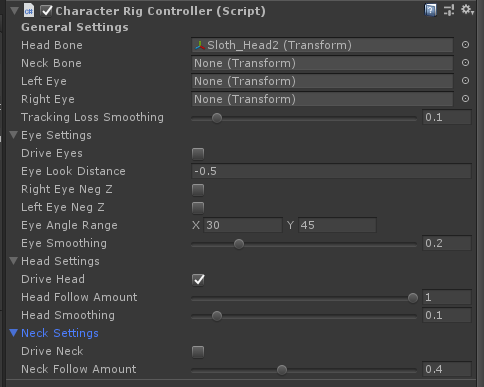 Character Rig Controller (Script)
General Settings
Head Bone Sloth_Head2 (Transform)
Neck Bone None (Transform)
Left Eye None (Transform)
Right Eye None (Transform)
Tracking Loss Smoothing 0.1
Eye Settings
Drive Eyes
Eye Look Distance -0.5
Right Eye Neg Z
Left Eye Neg Z
Eye Angle Range X 30 Y 45
Eye Smoothing 0.2
Head Settings
Drive Head
Head Follow Amount 1
Head Smoothing 0.1
Neck Settings
Drive Neck
Neck Follow Amount 0.4